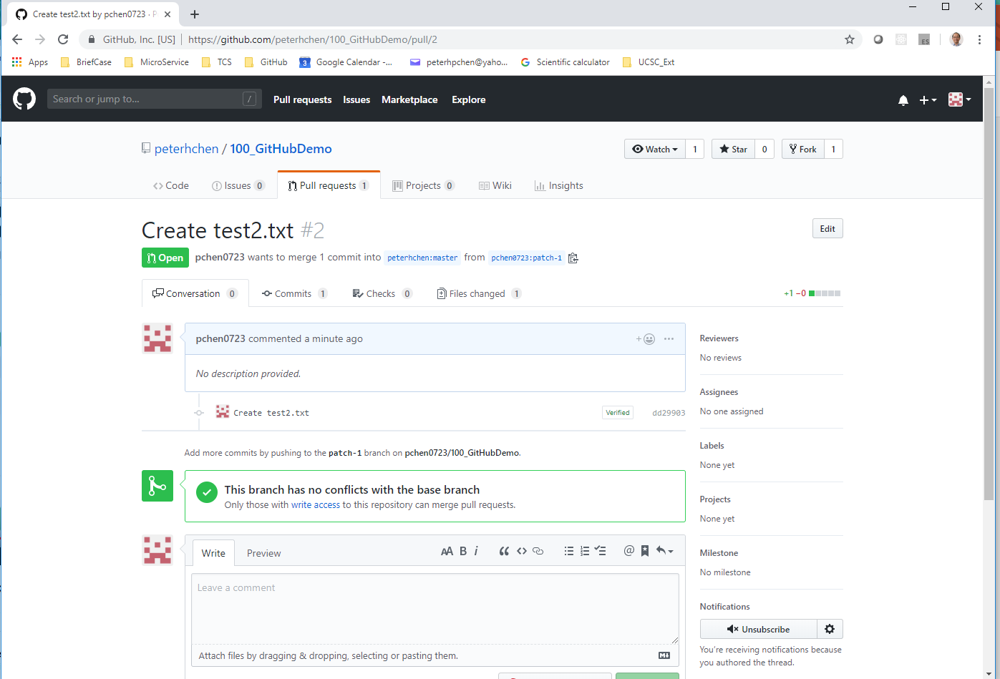 Create test2.txt by pchen0723 · P
GitHub, Inc. [US] https://github.com/peterhchen/100_GitHubDemo/pull/2
ES
Apps BriefCase MicroService TCS GitHub 3 Google Calendar -... peterhpchen@yaho... G Scientific calculator UCSC_Ext
Search or jump to... / Pull requests Issues Marketplace Explore
peterhchen / 100_GitHubDemo Watch 1 Star 0 Fork 1
Code Issues 0 Pull requests 1 Projects 0 Wiki Insights
Create test2.txt #2 Edit
Open pchen0723 wants to merge 1 commit into peterhchen:master from pchen0723:patch-1
Conversation 0 Commits 1 Checks 0 Files changed 1 +1 −0
pchen0723 commented a minute ago
No description provided.
Create test2.txt Verified dd29903
Add more commits by pushing to the patch-1 branch on pchen0723/100_GitHubDemo.
This branch has no conflicts with the base branch
Only those with write access to this repository can merge pull requests.
Write Preview AA B i
Leave a comment
Attach files by dragging & dropping, selecting or pasting them.
Reviewers
No reviews
Assignees
No one assigned
Labels
None yet
Projects
None yet
Milestone
No milestone
Notifications
Unsubscribe
You're receiving notifications because
you authored the thread.